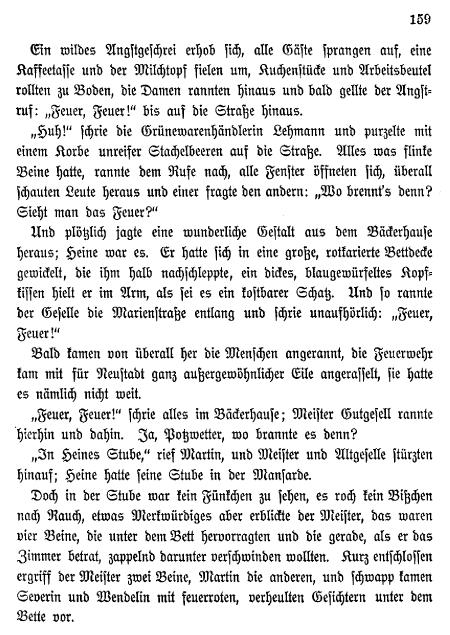 159
Ein wildes Angstgeschrei erhob sich, alle Gäste sprangen auf, eine
Kaffeetasse und der Milchtopf fielen um, Kuchenstücke und Arbeitsbeutel
rollten zu Boden, die Damen rannten hinaus und bald gellte der Angst-
ruf: „Feuer, Feuer!“ bis auf die Straße hinaus.
„Huh!“ schrie die Grünewarenhändlerin Lehmann und purzelte mit
einem Korbe unreifer Stachelbeeren auf die Straße. Alles was flinke
Beine hatte, rannte dem Rufe nach, alle Fenster öffneten sich, überall
schauten Leute heraus und einer fragte den andern: „Wo brennt's denn?
Sieht man das Feuer?“
Und plötzlich jagte eine wunderliche Gestalt aus dem Bäckerhause
heraus; Heine war es. Er hatte sich in eine große, rotkarierte Bettdecke
gewickelt, die ihm halb nachschleppte, ein dickes, blaugewürfeltes Kopf-
kissen hielt er im Arm, als sei es ein kostbarer Schatz. Und so rannte
der Geselle die Marienstraße entlang und schrie unaufhörlich: „Feuer,
Feuer!“
Bald kamen von überall her die Menschen angerannt, die Feuerwehr
kam mit für Neustadt ganz außergewöhnlicher Eile angerasselt, sie hatte
es nämlich nicht weit.
„Feuer, Feuer!“ schrie alles im Bäckerhause; Meister Gutgesell rannte
hierhin und dahin. Ja, Potzwetter, wo brannte es denn?
„In Heines Stube,“ rief Martin, und Meister und Altgeselle stürzten
hinauf; Heine hatte seine Stube in der Mansarde.
Doch in der Stube war kein Fünkchen zu sehen, es roch kein Bißchen
nach Rauch, etwas Merkwürdiges aber erblickte der Meister, das waren
vier Beine, die unter dem Bett hervorragten und die gerade, als er das
Zimmer betrat, zappelnd darunter verschwinden wollten. Kurz entschlossen
ergriff der Meister zwei Beine, Martin die anderen, und schwapp kamen
Severin und Wendelin mit feuerroten, verheulten Gesichtern unter dem
Bette vor.